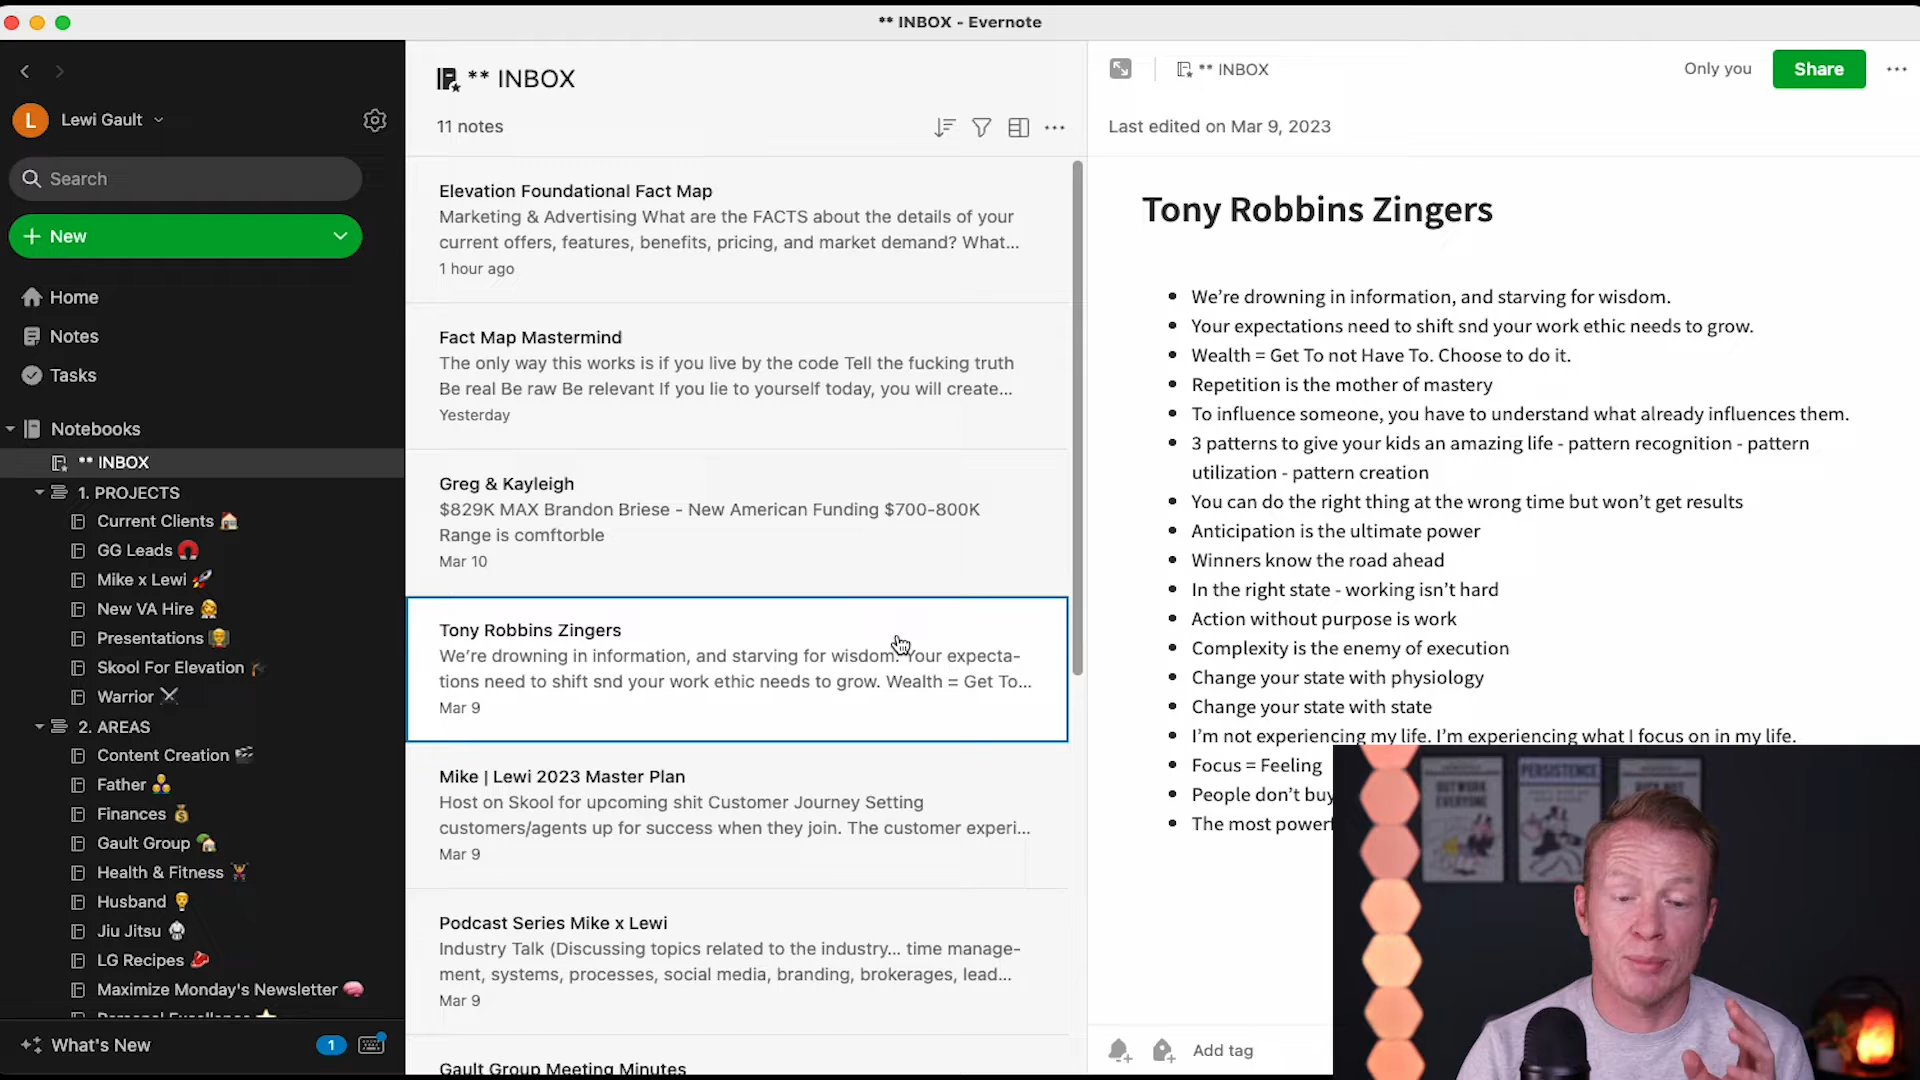 ** INBOX - Evernote
L
Lewi Gault
Search
New
Home
Notes
Tasks
Notebooks
** INBOX
1. PROJECTS
Current Clients
GG Leads
Mike x Lewi
New VA Hire
Presentations
Skool For Elevation
Warrior
2. AREAS
Content Creation
Father
Finances
Gault Group
Health & Fitness
Husband
Jiu Jitsu
LG Recipes
Maximize Monday's Newsletter
Personal Excellence
What's New
1
** INBOX
11 notes
Elevation Foundational Fact Map
Marketing & Advertising What are the FACTS about the details of your
current offers, features, benefits, pricing, and market demand? What...
1 hour ago
Fact Map Mastermind
The only way this works is if you live by the code Tell the fucking truth
Be real Be raw Be relevant If you lie to yourself today, you will create...
Yesterday
Greg & Kayleigh
$829K MAX Brandon Briese - New American Funding $700-800K
Range is comftorble
Mar 10
Tony Robbins Zingers
We're drowning in information, and starving for wisdom. Your expecta-
tions need to shift snd your work ethic needs to grow. Wealth = Get To...
Mar 9
Mike | Lewi 2023 Master Plan
Host on Skool for upcoming shit Customer Journey Setting
customers/agents up for success when they join. The customer experi...
Mar 9
Podcast Series Mike x Lewi
Industry Talk (Discussing topics related to the industry... time manage-
ment, systems, processes, social media, branding, brokerages, lead...
Mar 9
Gault Group Meeting Minutes
** INBOX
Only you
Share
Last edited on Mar 9, 2023
Tony Robbins Zingers
We're drowning in information, and starving for wisdom.
Your expectations need to shift snd your work ethic needs to grow.
Wealth = Get To not Have To. Choose to do it.
Repetition is the mother of mastery
To influence someone, you have to understand what already influences them.
3 patterns to give your kids an amazing life - pattern recognition - pattern
utilization - pattern creation
You can do the right thing at the wrong time but won't get results
Anticipation is the ultimate power
Winners know the road ahead
In the right state - working isn't hard
Action without purpose is work
Complexity is the enemy of execution
Change your state with physiology
Change your state with state
I'm not experiencing my life. I'm experiencing what I focus on in my life.
Focus = Feeling
People don't buy
The most powerf
OUTWORK
EVERYONE
PERSISTENCE
Add tag